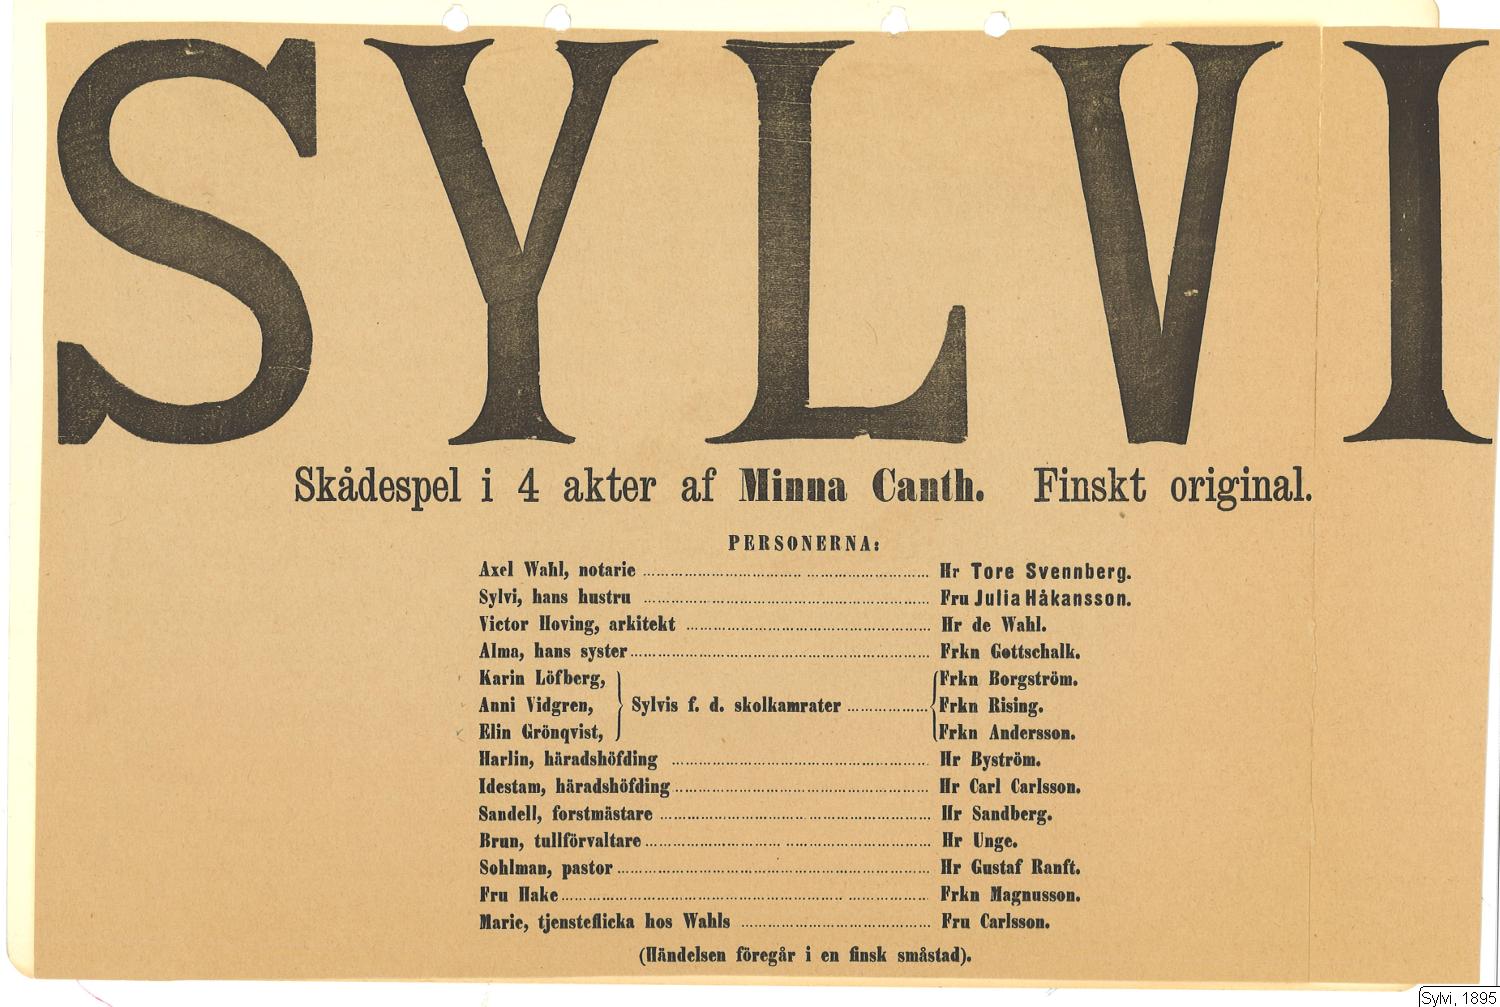 SYLVI
Skådespel i 4 akter af Minna Canth. Finskt original.
PERSONERNA:
Axel Wahl, notarie ........ Hr Tore Svennberg.
Sylvi, hans hustru ........ Fru Julia Håkansson.
Victor Hoving, arkitekt ........ Hr de Wahl.
Alma, hans syster ........ Frkn Gottschalk.
Karin Löfberg, Frkn Borgström.
Anni Vidgren, Sylvis f. d. skolkamrater ........ Frkn Rising.
Elin Grönqvist, Frkn Andersson.
Harlin, häradshöfding ........ Hr Byström.
Idestam, häradshöfding ........ Hr Carl Carlsson.
Sandell, forstmästare ........ Hr Sandberg.
Brun, tullförvaltare ........ Hr Unge.
Sohlman, pastor ........ Hr Gustaf Ranft.
Fru Hake ........ Frkn Magnusson.
Marie, tjensteflicka hos Wahls ........ Fru Carlsson.
(Händelsen föregår i en finsk småstad).
Sylvi, 1895